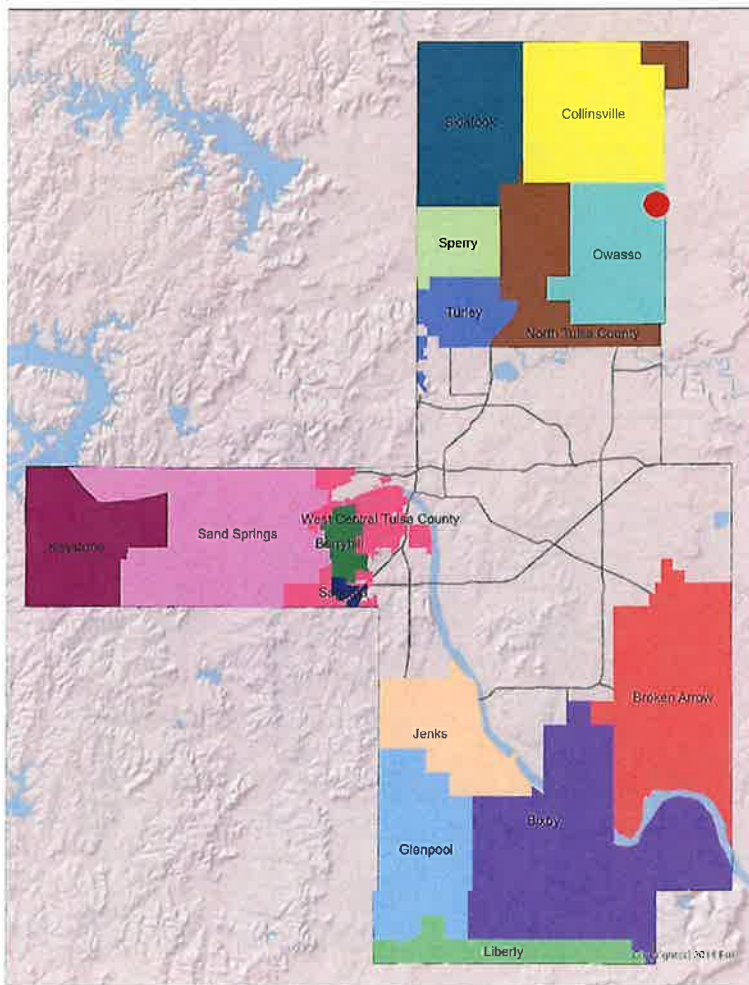 Skiatook
Collinsville
Sperry
Owasso
Turley
North Tulsa County
West Central Tulsa County
Sand Springs
Berryhill
Keystone
Broken Arrow
Jenks
Bixby
Glenpool
Liberty